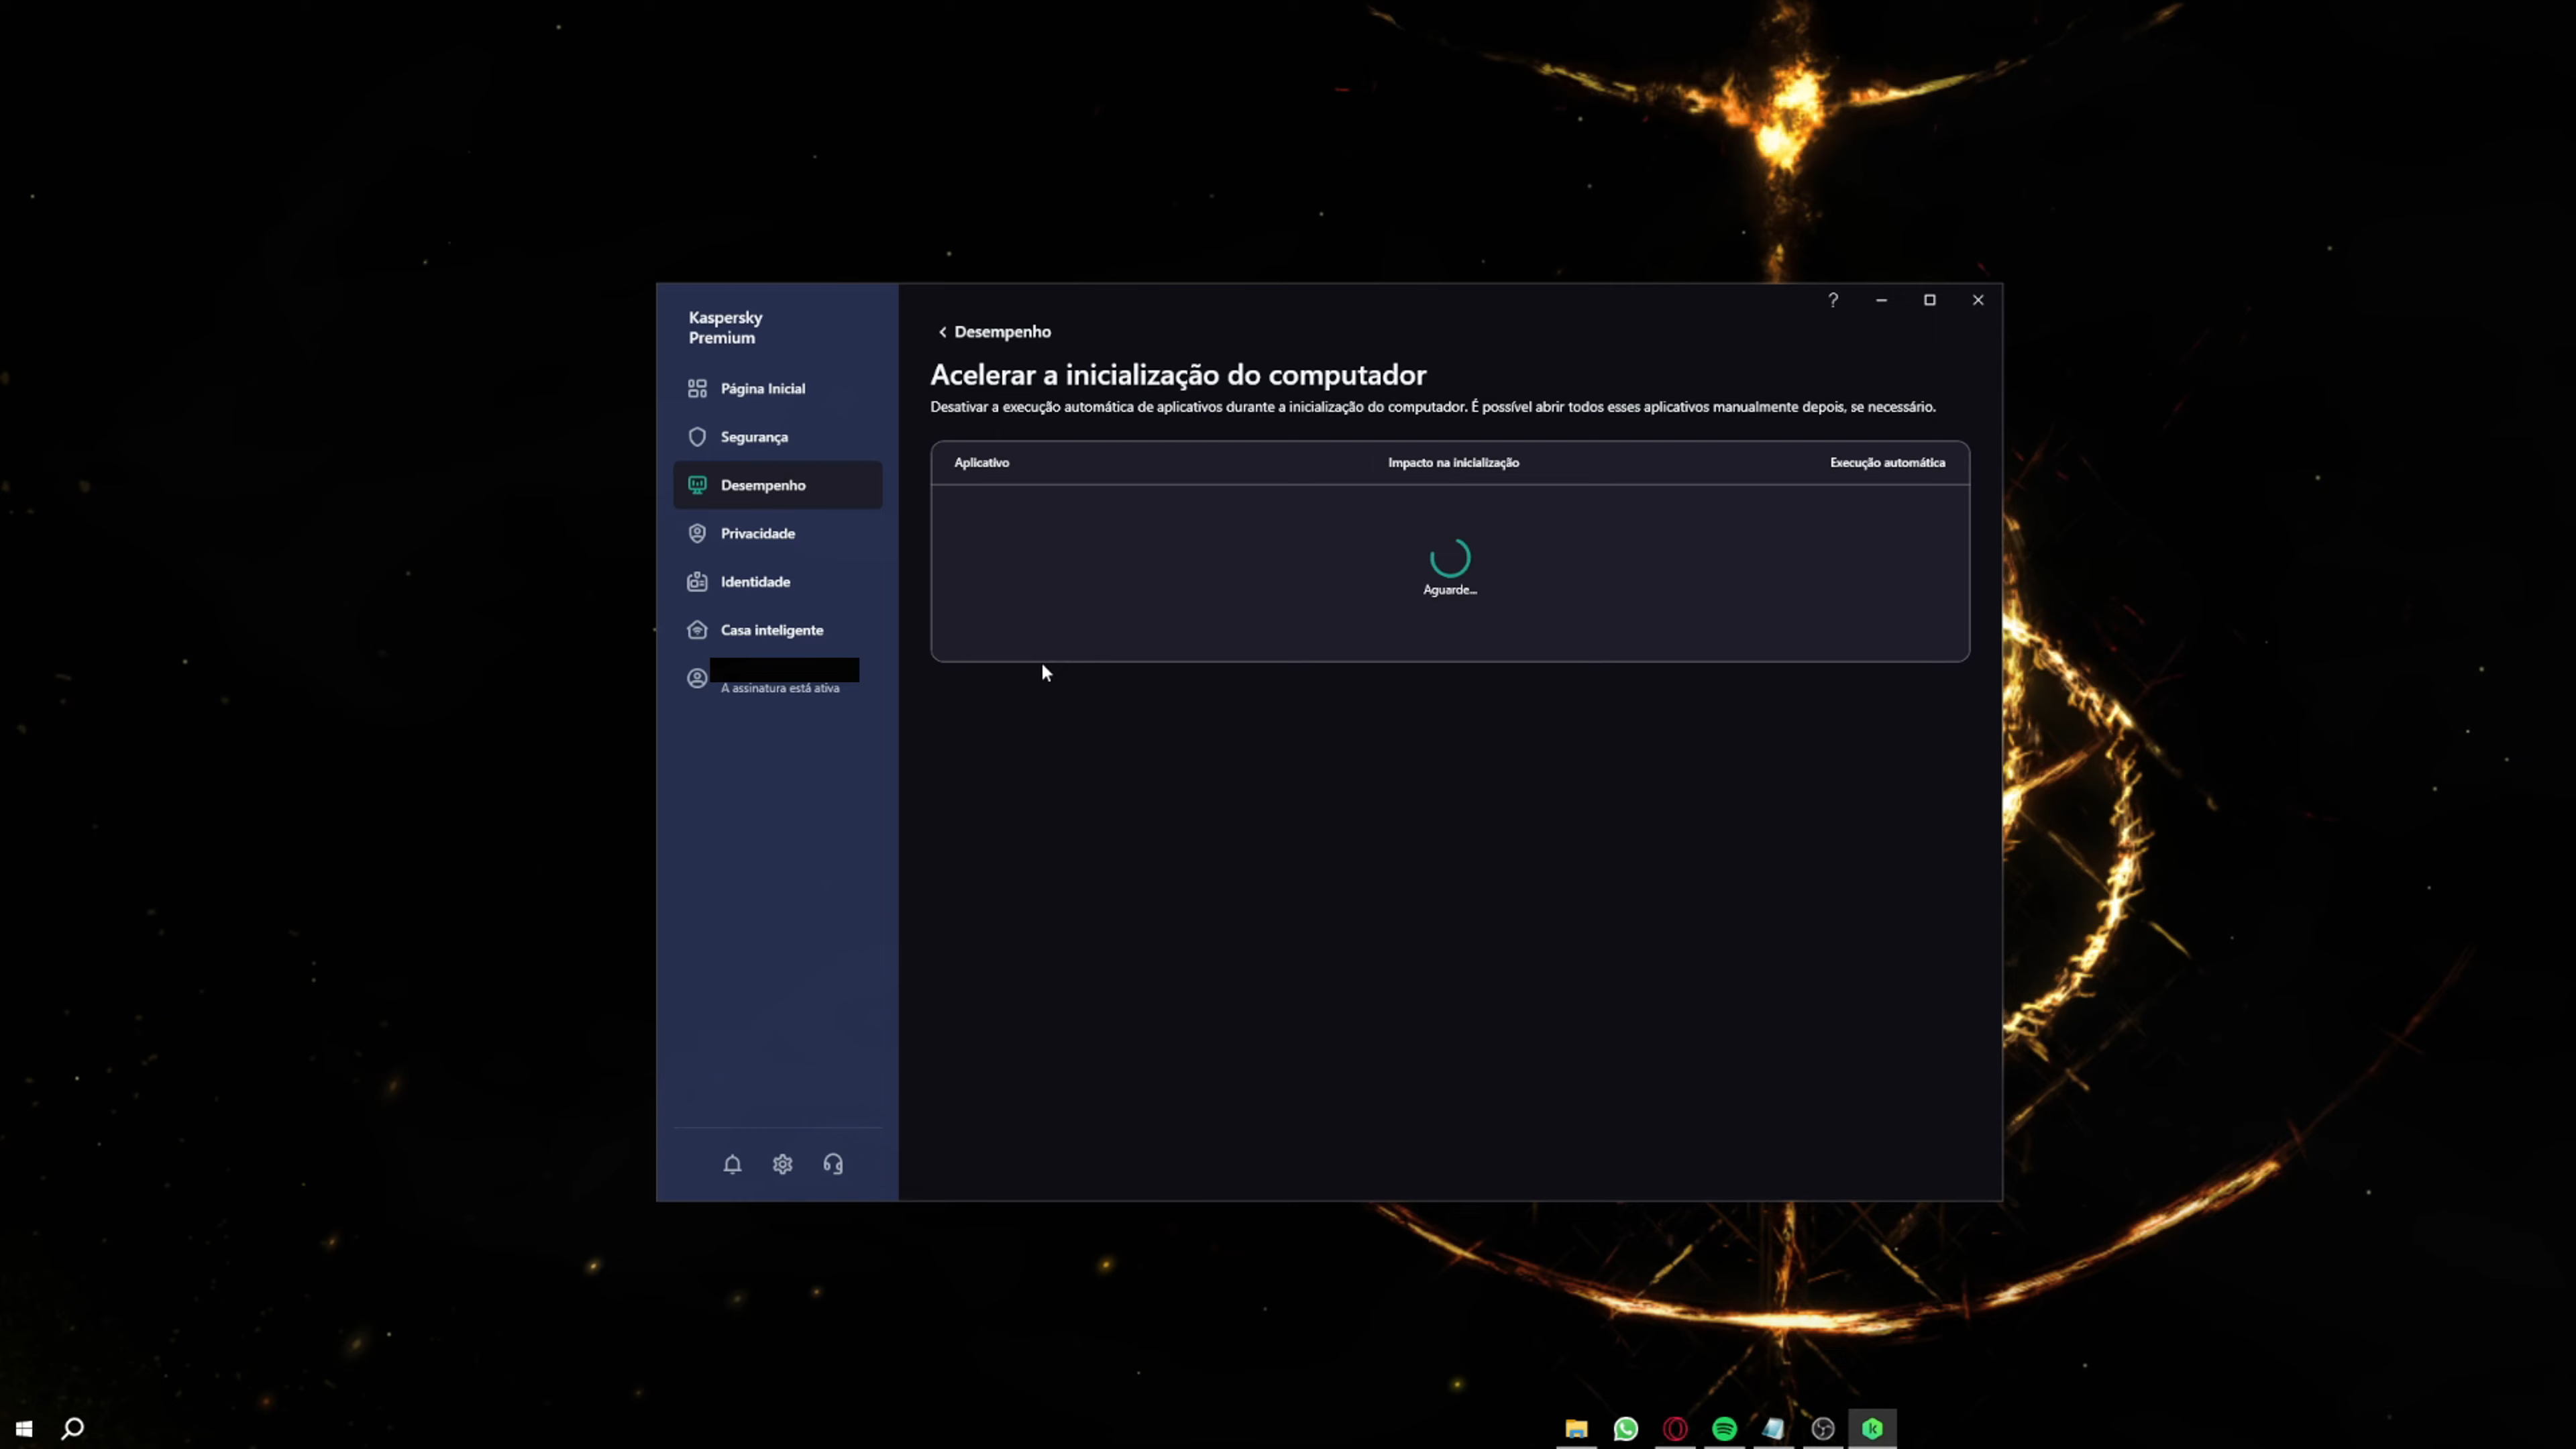 Kaspersky
Premium
Página Inicial
Segurança
Desempenho
Privacidade
Identidade
Casa inteligente
A assinatura está ativa
Desempenho
Acelerar a inicialização do computador
Desativar a execução automática de aplicativos durante a inicialização do computador. É possível abrir todos esses aplicativos manualmente depois, se necessário.
Aplicativo Impacto na inicialização Execução automática
Aguarde...